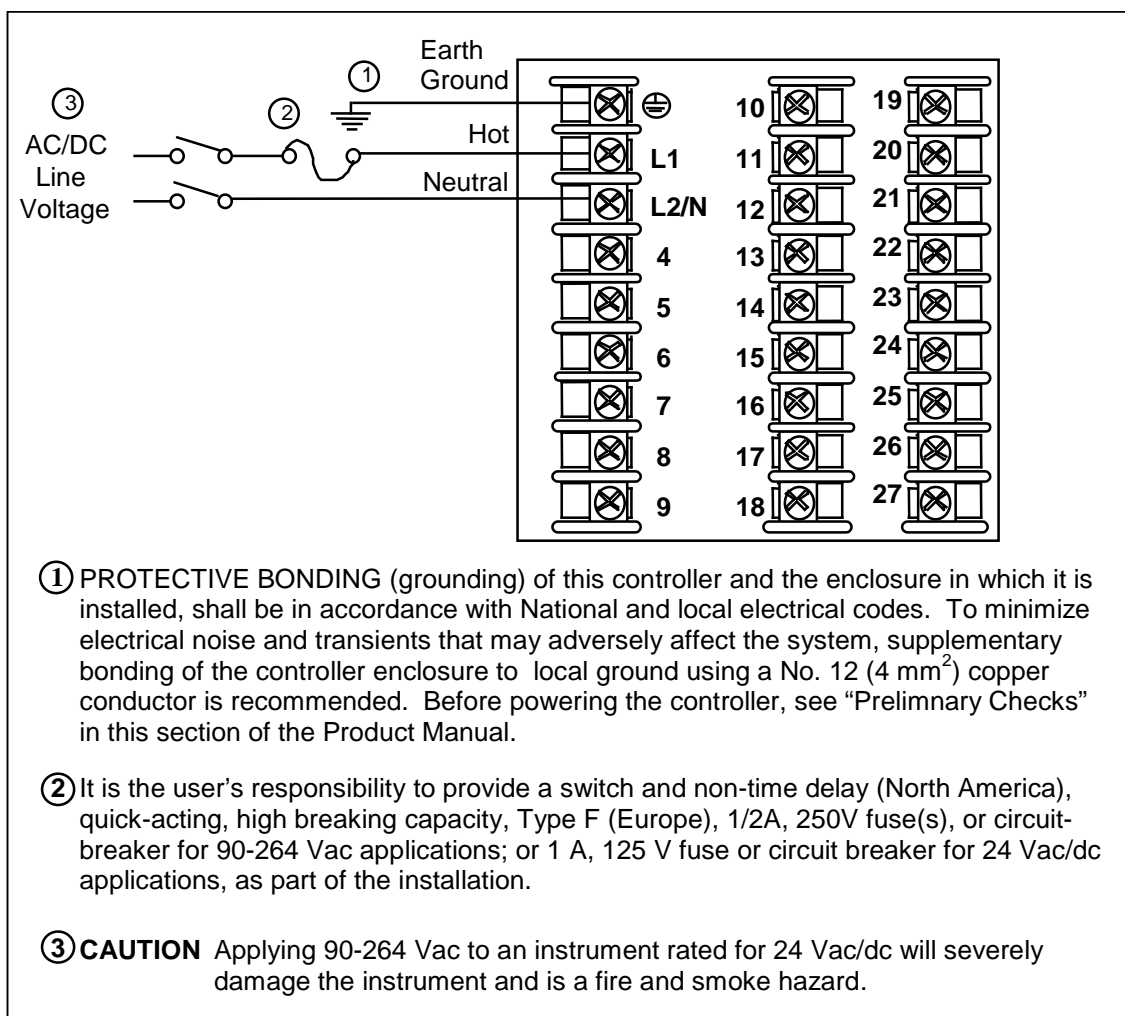 Earth
Ground
1
2
3
AC/DC
Line
Voltage
Hot
Neutral
L1
L2/N
4
5
6
7
8
9
10
11
12
13
14
15
16
17
18
19
20
21
22
23
24
25
26
27
1 PROTECTIVE BONDING (grounding) of this controller and the enclosure in which it is
installed, shall be in accordance with National and local electrical codes. To minimize
electrical noise and transients that may adversely affect the system, supplementary
bonding of the controller enclosure to local ground using a No. 12 (4 mm²) copper
conductor is recommended. Before powering the controller, see “Prelimnary Checks”
in this section of the Product Manual.
2 It is the user’s responsibility to provide a switch and non-time delay (North America),
quick-acting, high breaking capacity, Type F (Europe), 1/2A, 250V fuse(s), or circuit-
breaker for 90-264 Vac applications; or 1 A, 125 V fuse or circuit breaker for 24 Vac/dc
applications, as part of the installation.
3 CAUTION Applying 90-264 Vac to an instrument rated for 24 Vac/dc will severely
damage the instrument and is a fire and smoke hazard.